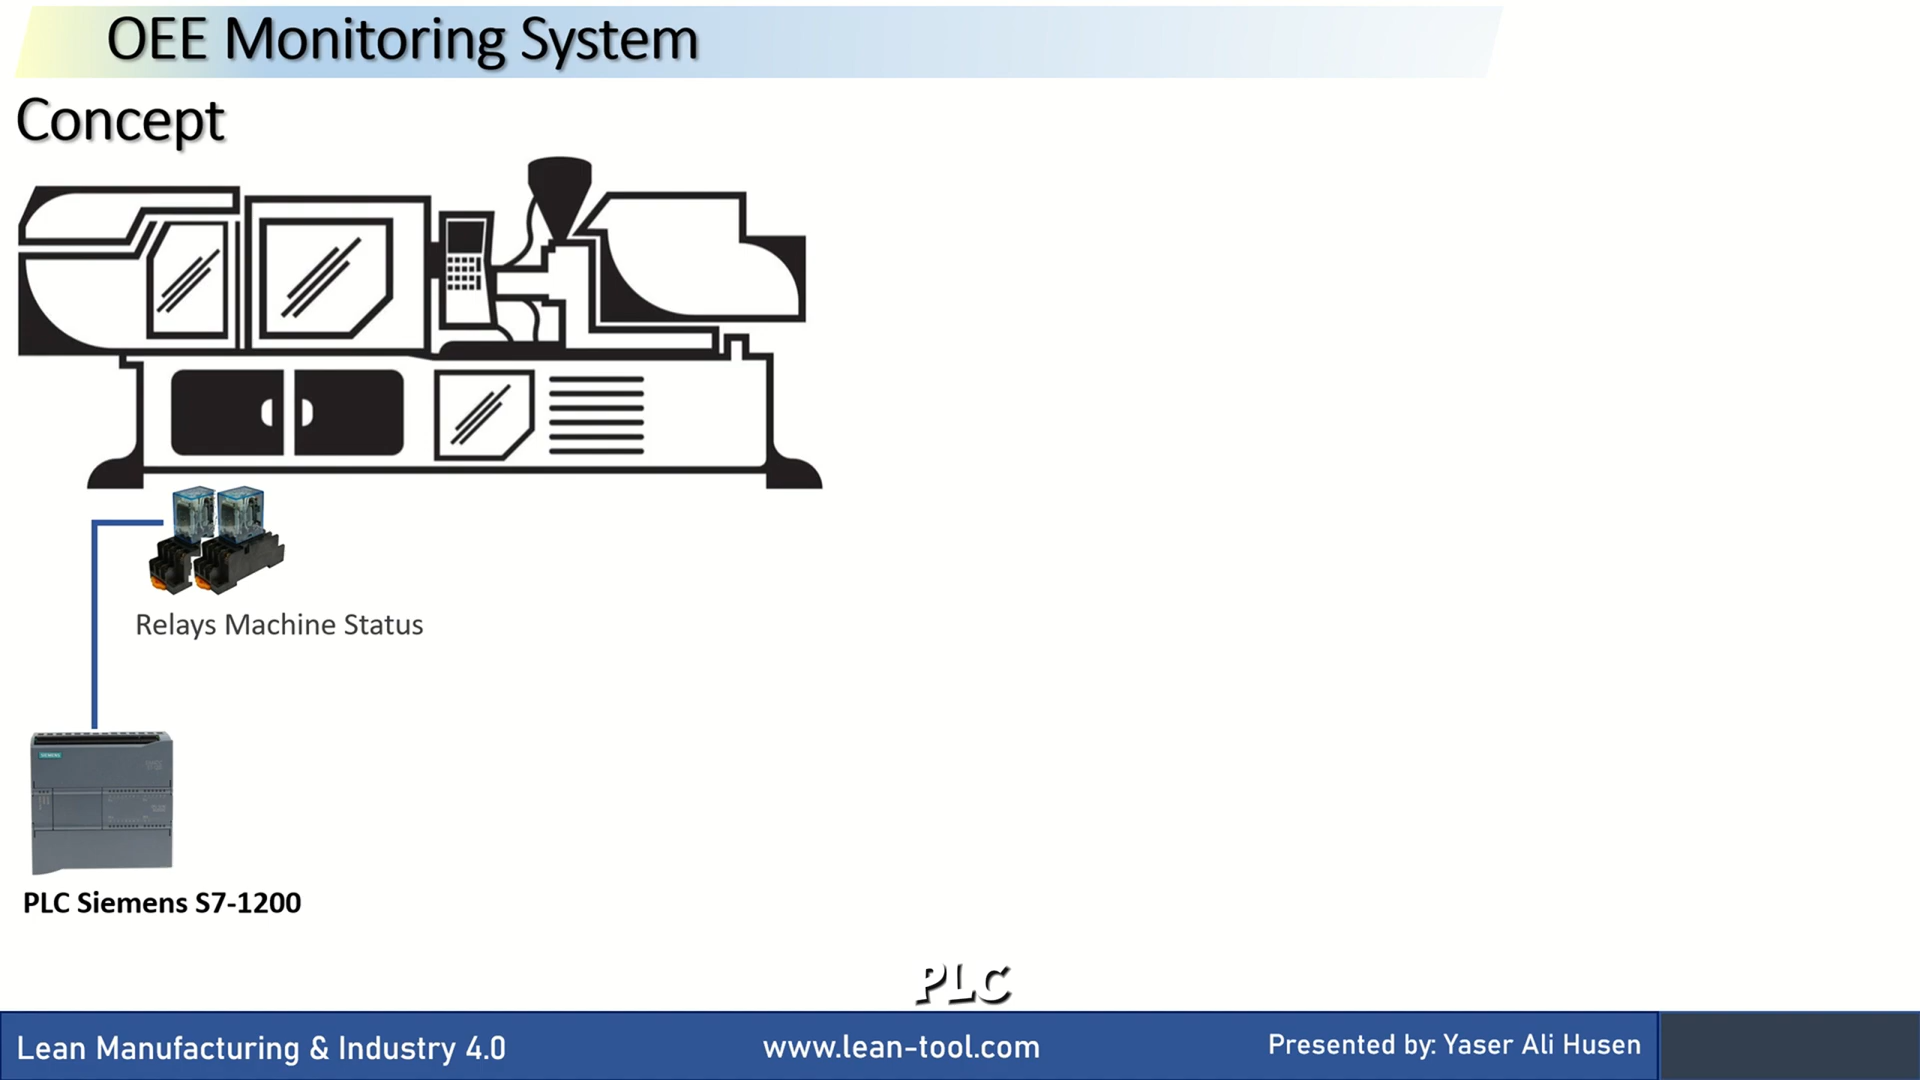 OEE Monitoring System
Concept
Relays Machine Status
SIEMENS
PLC Siemens S7-1200
PLC
Lean Manufacturing & Industry 4.0
www.lean-tool.com
Presented by: Yaser Ali Husen